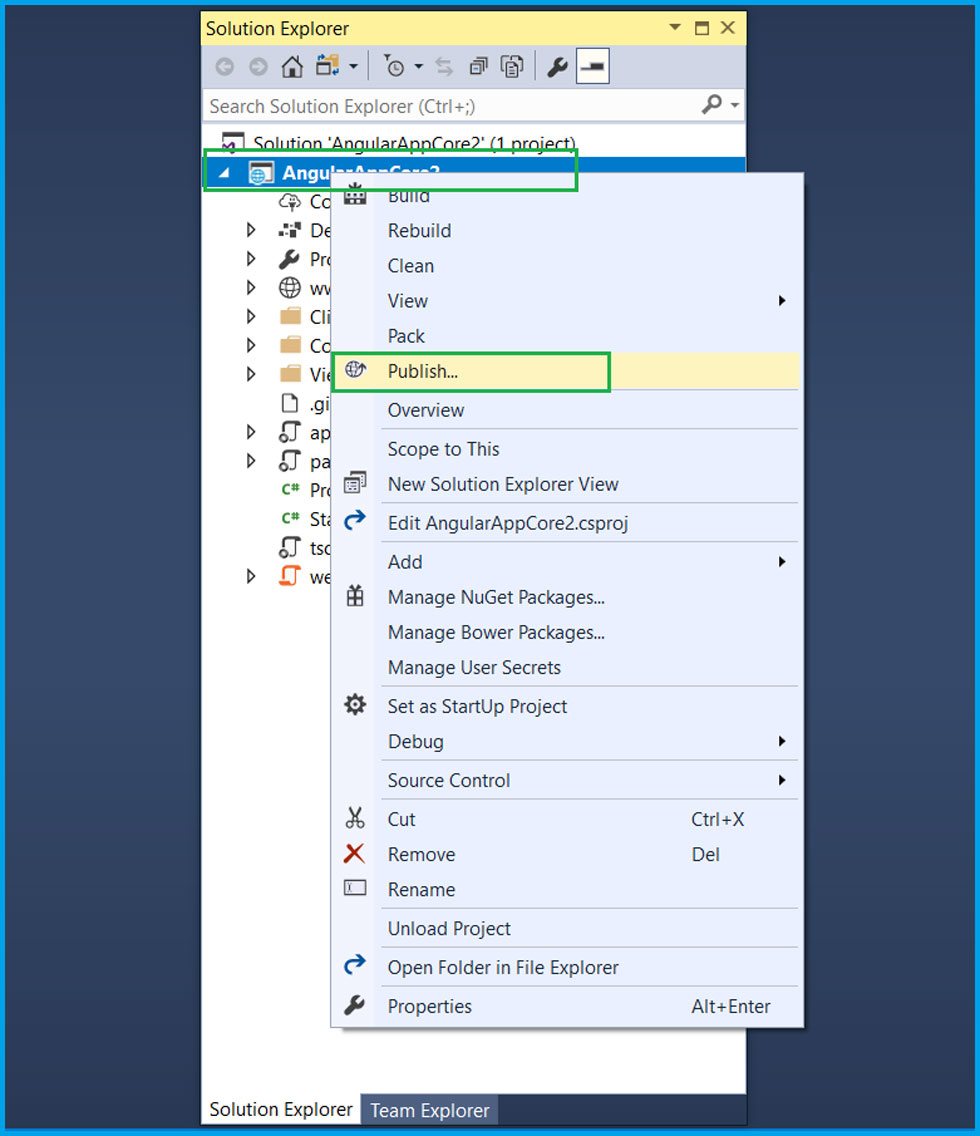 Solution Explorer
Search Solution Explorer (Ctrl+;)
Solution 'AngularAppCore2' (1 project)
AngularAppCore2
Build
Rebuild
Clean
View
Pack
Publish...
Overview
Scope to This
New Solution Explorer View
Edit AngularAppCore2.csproj
Add
Manage NuGet Packages...
Manage Bower Packages...
Manage User Secrets
Set as StartUp Project
Debug
Source Control
Cut Ctrl+X
Remove Del
Rename
Unload Project
Open Folder in File Explorer
Properties Alt+Enter
Co
De
Pro
ww
Cli
Co
Vie
.gi
ap
pa
C# Pro
C# Sta
tsc
we
Solution Explorer Team Explorer